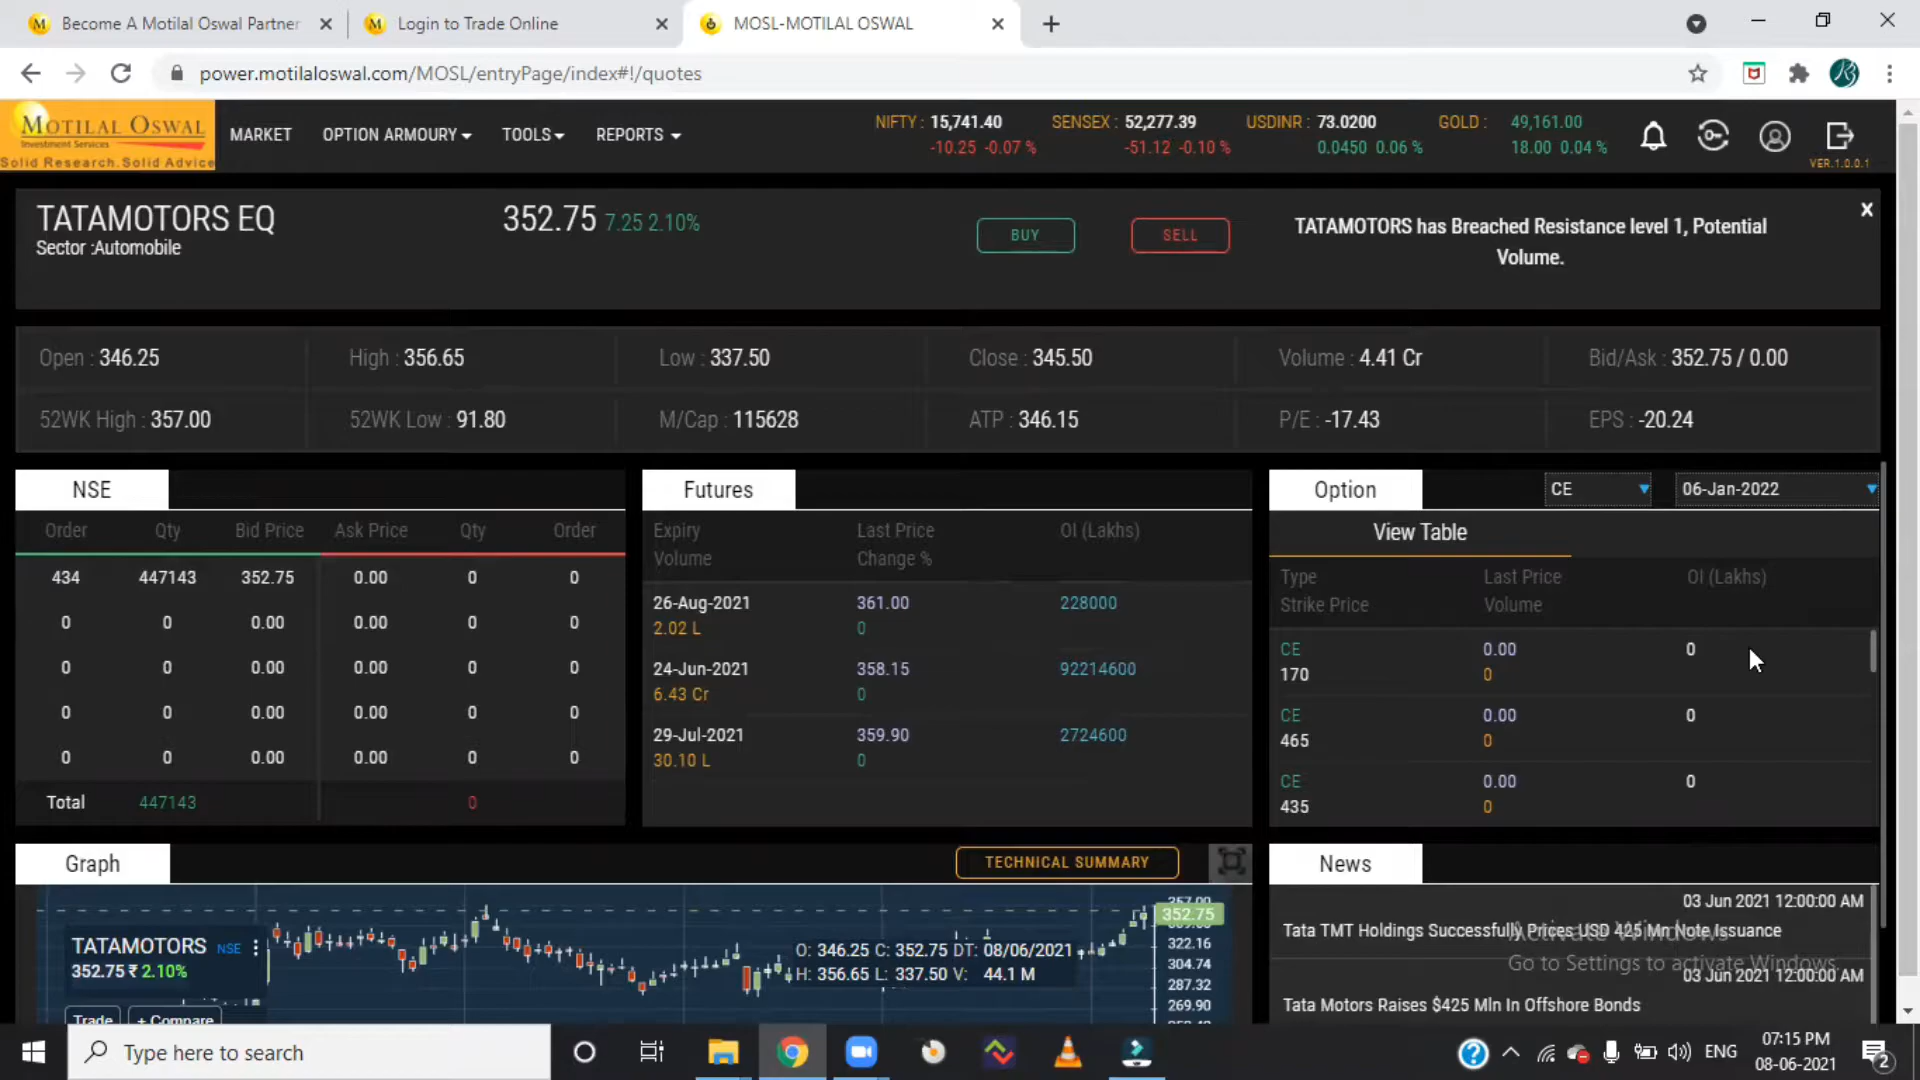 Become A Motilal Oswal Partner
Login to Trade Online
MOSL-MOTILAL OSWAL
power.motilaloswal.com/MOSL/entryPage/index#!/quotes
MOTILAL OSWAL
Investment Services
Solid Research.Solid Advice
MARKET
OPTION ARMOURY
TOOLS
REPORTS
NIFTY : 15,741.40
-10.25 -0.07 %
SENSEX : 52,277.39
-51.12 -0.10 %
USDINR : 73.0200
0.0450 0.06 %
GOLD : 49,161.00
18.00 0.04 %
VER.1.0.0.1
TATAMOTORS EQ
Sector :Automobile
352.75 7.25 2.10%
BUY
SELL
TATAMOTORS has Breached Resistance level 1, Potential
Volume.
X
Open : 346.25
High : 356.65
Low : 337.50
Close : 345.50
Volume : 4.41 Cr
Bid/Ask : 352.75 / 0.00
52WK High : 357.00
52WK Low : 91.80
M/Cap : 115628
ATP : 346.15
P/E : -17.43
EPS : -20.24
NSE
Order Qty Bid Price Ask Price Qty Order
434 447143 352.75 0.00 0 0
0 0 0.00 0.00 0 0
0 0 0.00 0.00 0 0
0 0 0.00 0.00 0 0
0 0 0.00 0.00 0 0
Total 447143 0
Futures
Expiry Last Price OI (Lakhs)
Volume Change %
26-Aug-2021 361.00 228000
2.02 L 0
24-Jun-2021 358.15 92214600
6.43 Cr 0
29-Jul-2021 359.90 2724600
30.10 L 0
Option
CE
06-Jan-2022
View Table
Type Last Price OI (Lakhs)
Strike Price Volume
CE 0.00 0
170 0
CE 0.00 0
465 0
CE 0.00 0
435 0
Graph
TECHNICAL SUMMARY
TATAMOTORS NSE
352.75 ₹ 2.10%
Trade
+ Compare
O: 346.25 C: 352.75 DT: 08/06/2021
H: 356.65 L: 337.50 V: 44.1 M
357.00
352.75
322.16
304.74
287.32
269.90
News
03 Jun 2021 12:00:00 AM
Tata TMT Holdings Successfully Prices USD 425 Mn Note Issuance
03 Jun 2021 12:00:00 AM
Tata Motors Raises $425 Mln In Offshore Bonds
Activate Windows
Go to Settings to activate Windows.
Type here to search
ENG
07:15 PM
08-06-2021
2